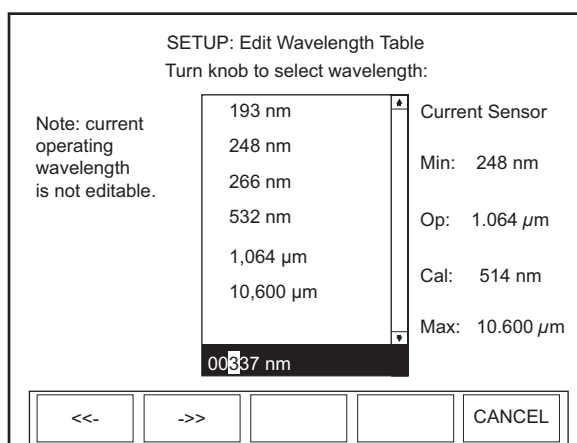 SETUP: Edit Wavelength Table
Turn knob to select wavelength:
Note: current
operating
wavelength
is not editable.
193 nm
248 nm
266 nm
532 nm
1,064 µm
10,600 µm
00337 nm
Current Sensor
Min: 248 nm
Op: 1.064 µm
Cal: 514 nm
Max: 10.600 µm
<<-
->>
CANCEL